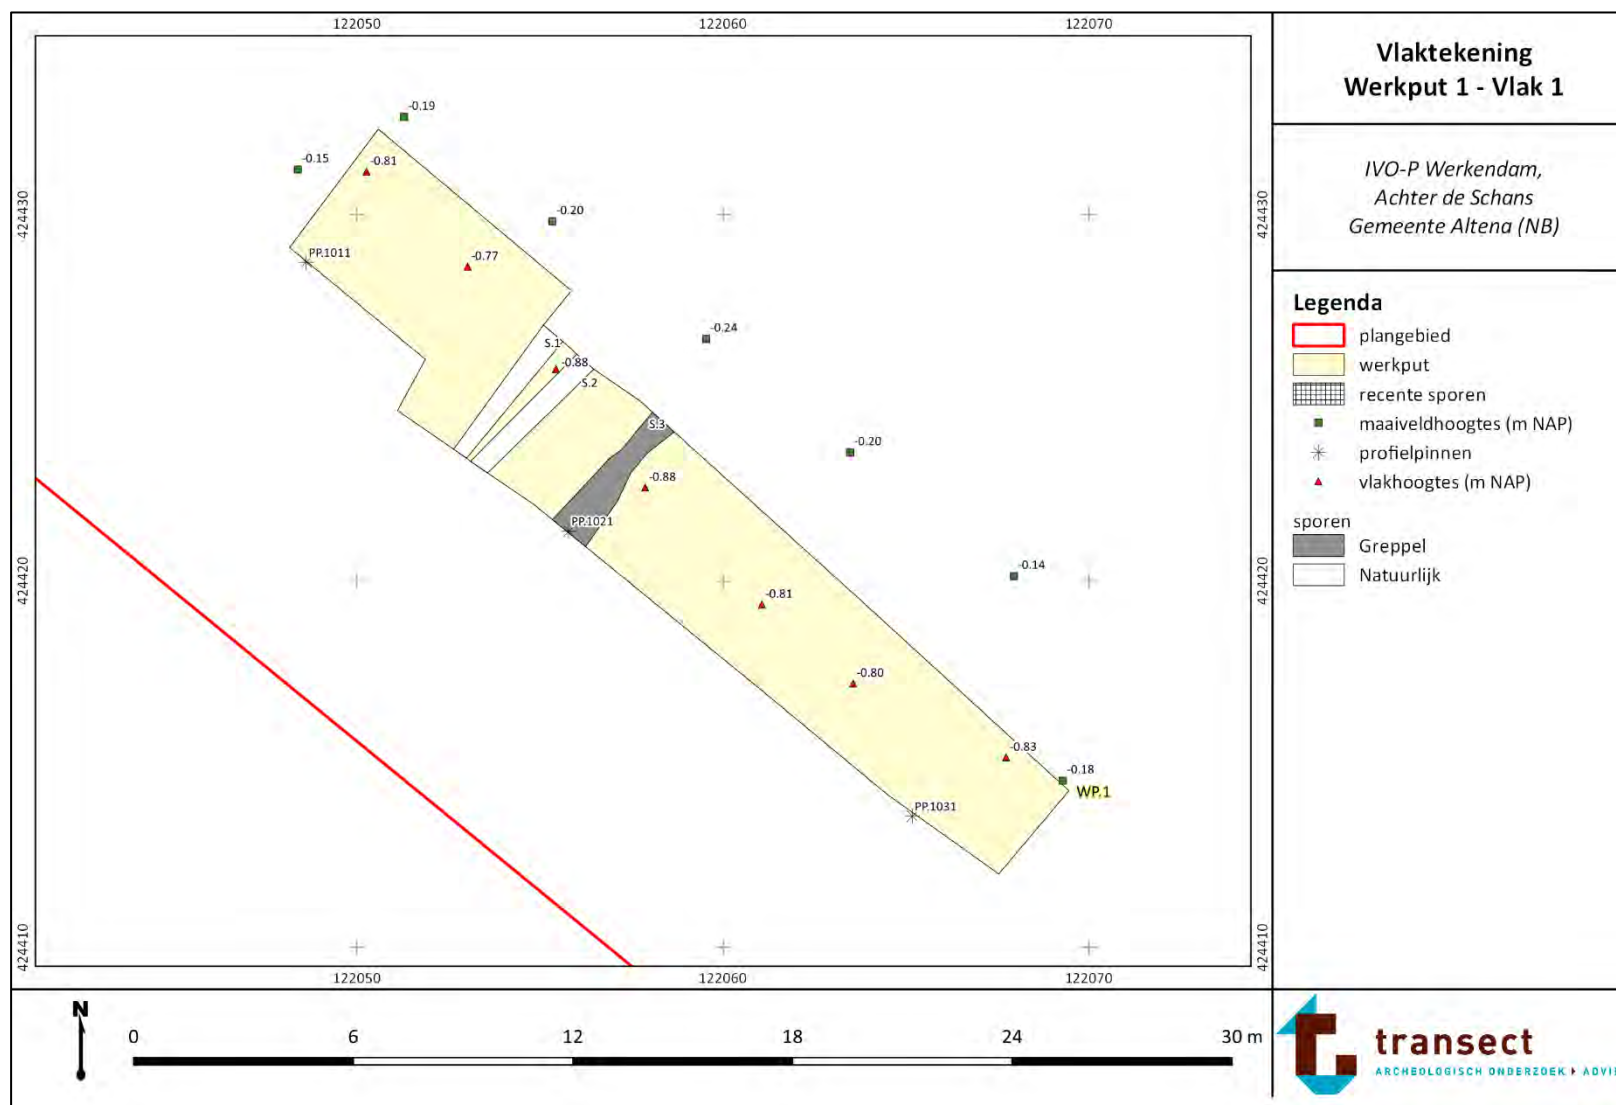 122050
122060
122070
424430
424420
424410
424430
424420
424410
-0.19
-0.15
-0.81
-0.20
PP.1011
-0.77
-0.24
S.1
-0.88
S.2
S.3
-0.20
-0.88
PP.1021
-0.14
-0.81
-0.80
-0.83
-0.18
WP.1
PP.1031
122050
122060
122070
N
0
6
12
18
24
30 m
Vlaktekening
Werkput 1 - Vlak 1
IVO-P Werkendam,
Achter de Schans
Gemeente Altena (NB)
Legenda
plangebied
werkput
recente sporen
maaiveldhoogtes (m NAP)
profielpinnen
vlakhoogtes (m NAP)
sporen
Greppel
Natuurlijk
transect
ARCHEOLOGISCH ONDERZOEK ADVIE